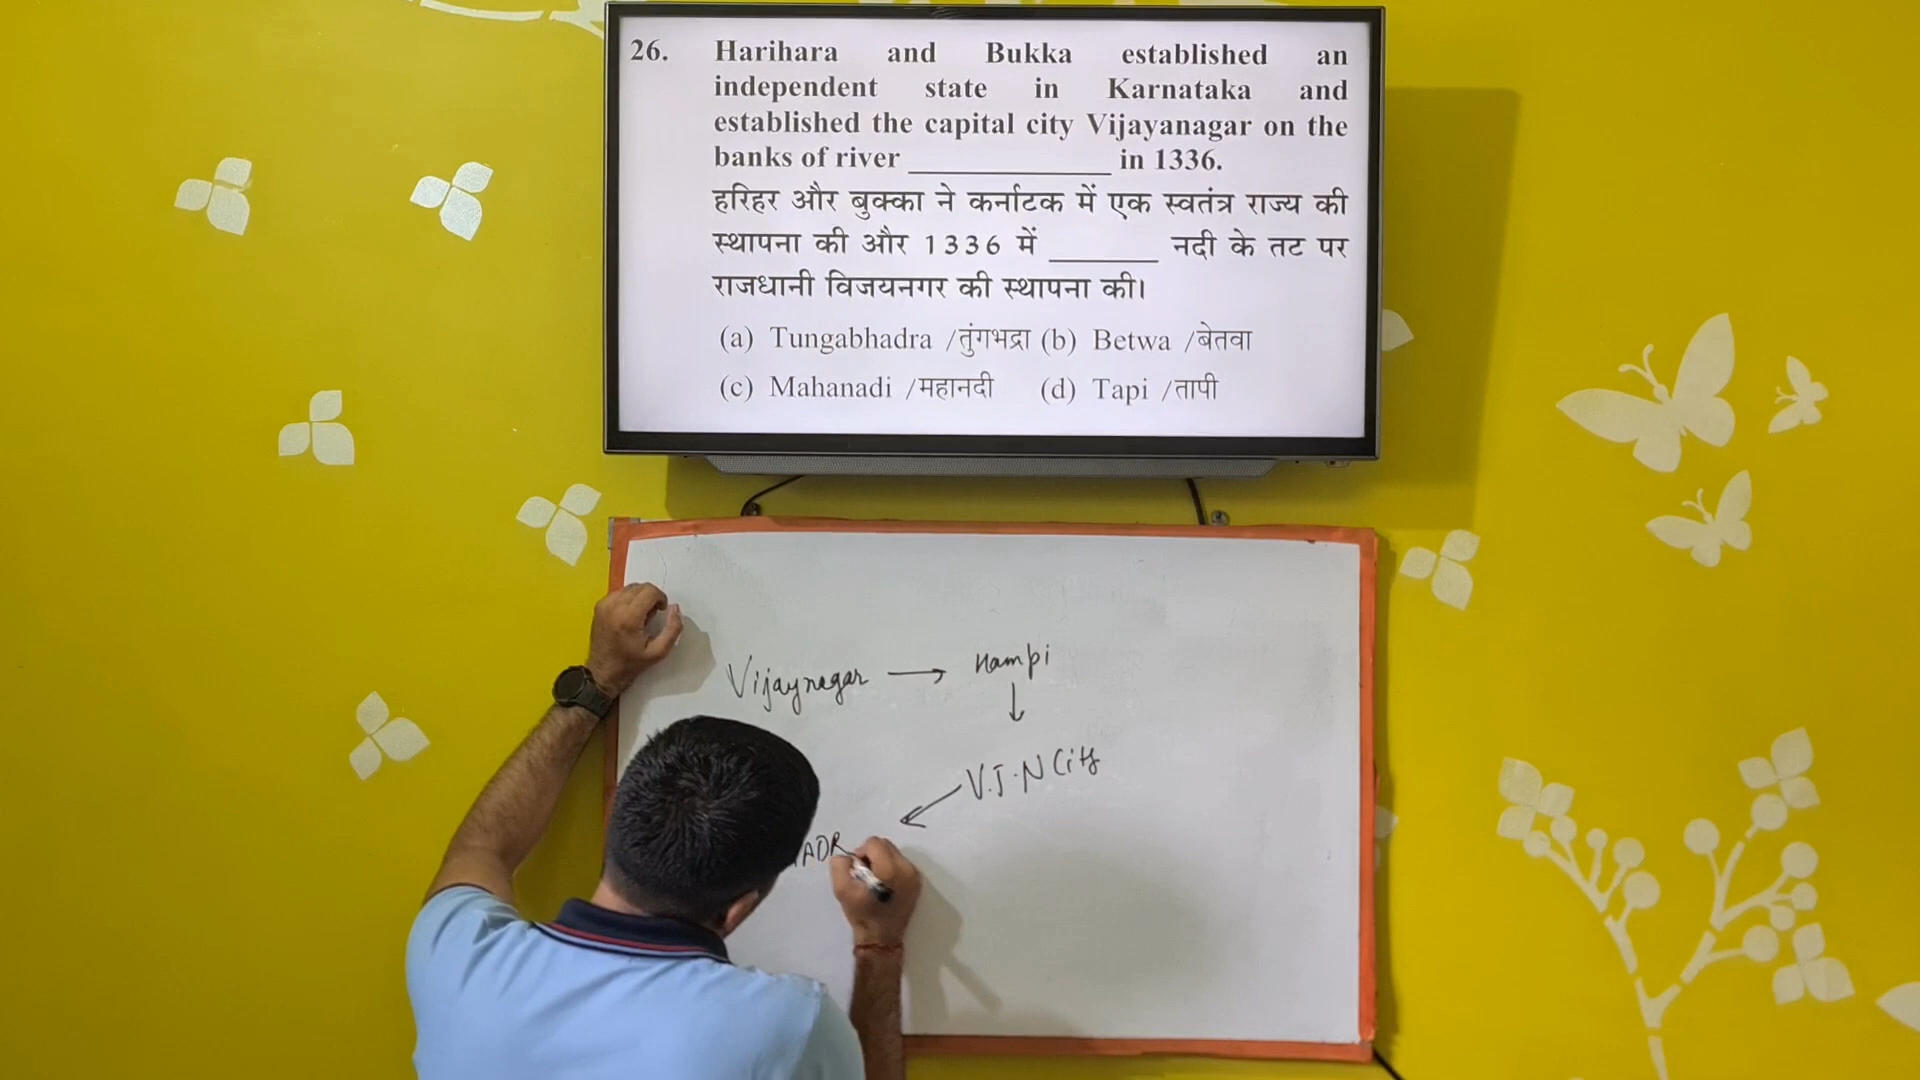 26. Harihara and Bukka established an
independent state in Karnataka and
established the capital city Vijayanagar on the
banks of river ____________ in 1336.
हरिहर और बुक्का ने कर्नाटक में एक स्वतंत्र राज्य की
स्थापना की और 1336 में _______ नदी के तट पर
राजधानी विजयनगर की स्थापना की।
(a) Tungabhadra /तुंगभद्रा (b) Betwa /बेतवा
(c) Mahanadi /महानदी (d) Tapi /तापी
Vijaynagar → Hampi
V.J.N City